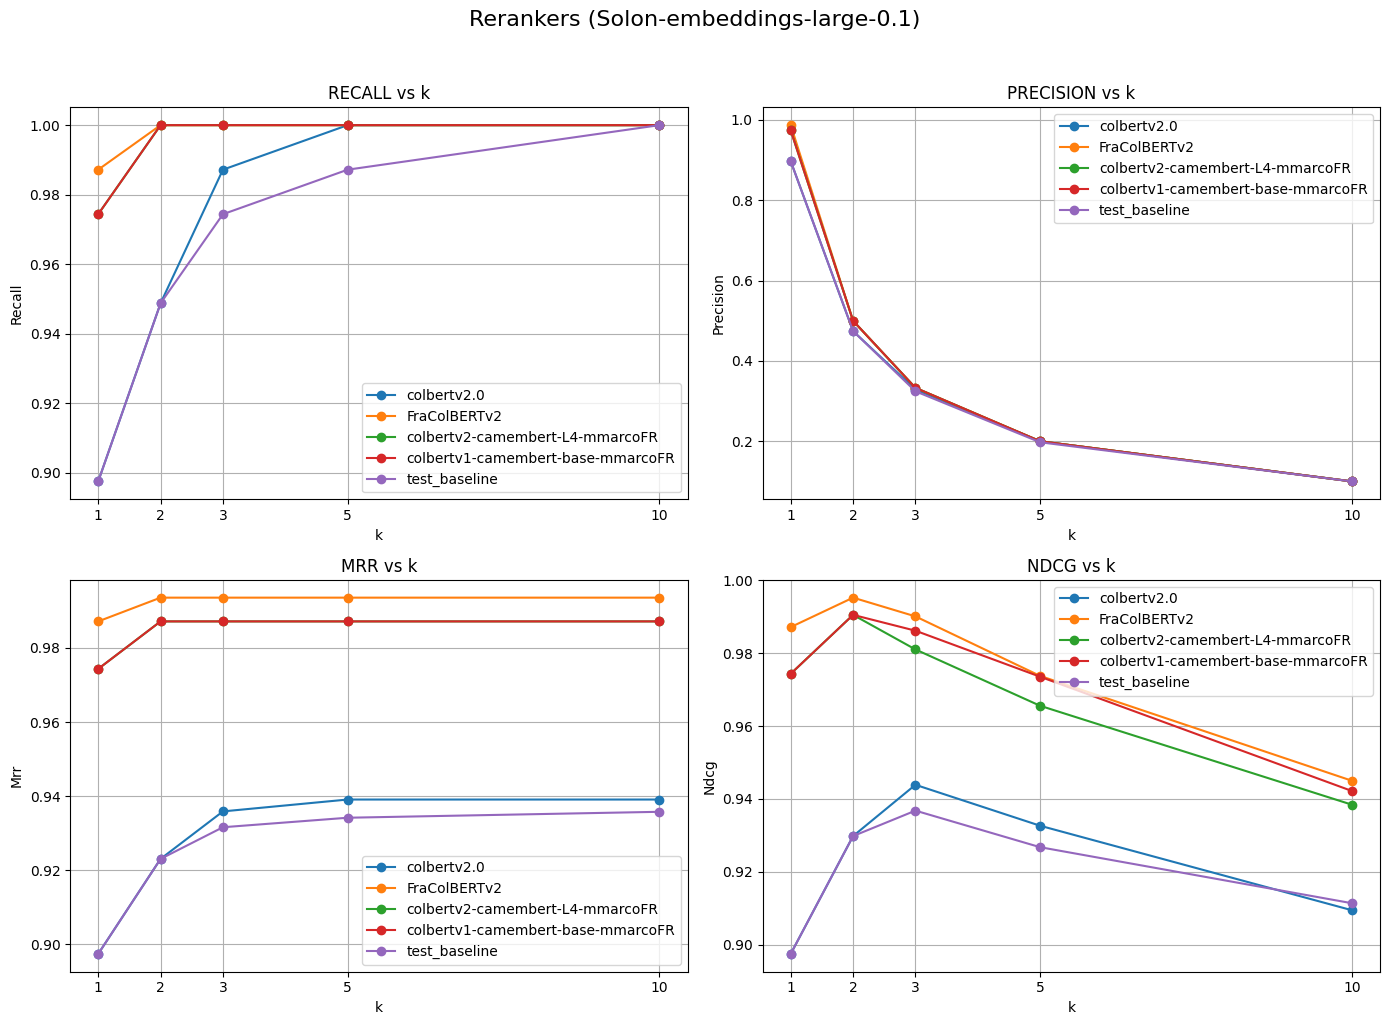 Rerankers (Solon-embeddings-large-0.1)
RECALL vs k
1.00
0.98
0.96
0.94
0.92
0.90
Recall
1 2 3 5 10
k
colbertv2.0
FraColBERTv2
colbertv2-camembert-L4-mmarcoFR
colbertv1-camembert-base-mmarcoFR
test_baseline
PRECISION vs k
1.0
0.8
0.6
0.4
0.2
Precision
1 2 3 5 10
k
colbertv2.0
FraColBERTv2
colbertv2-camembert-L4-mmarcoFR
colbertv1-camembert-base-mmarcoFR
test_baseline
MRR vs k
0.98
0.96
0.94
0.92
0.90
Mrr
1 2 3 5 10
k
colbertv2.0
FraColBERTv2
colbertv2-camembert-L4-mmarcoFR
colbertv1-camembert-base-mmarcoFR
test_baseline
NDCG vs k
1.00
0.98
0.96
0.94
0.92
0.90
Ndcg
1 2 3 5 10
k
colbertv2.0
FraColBERTv2
colbertv2-camembert-L4-mmarcoFR
colbertv1-camembert-base-mmarcoFR
test_baseline